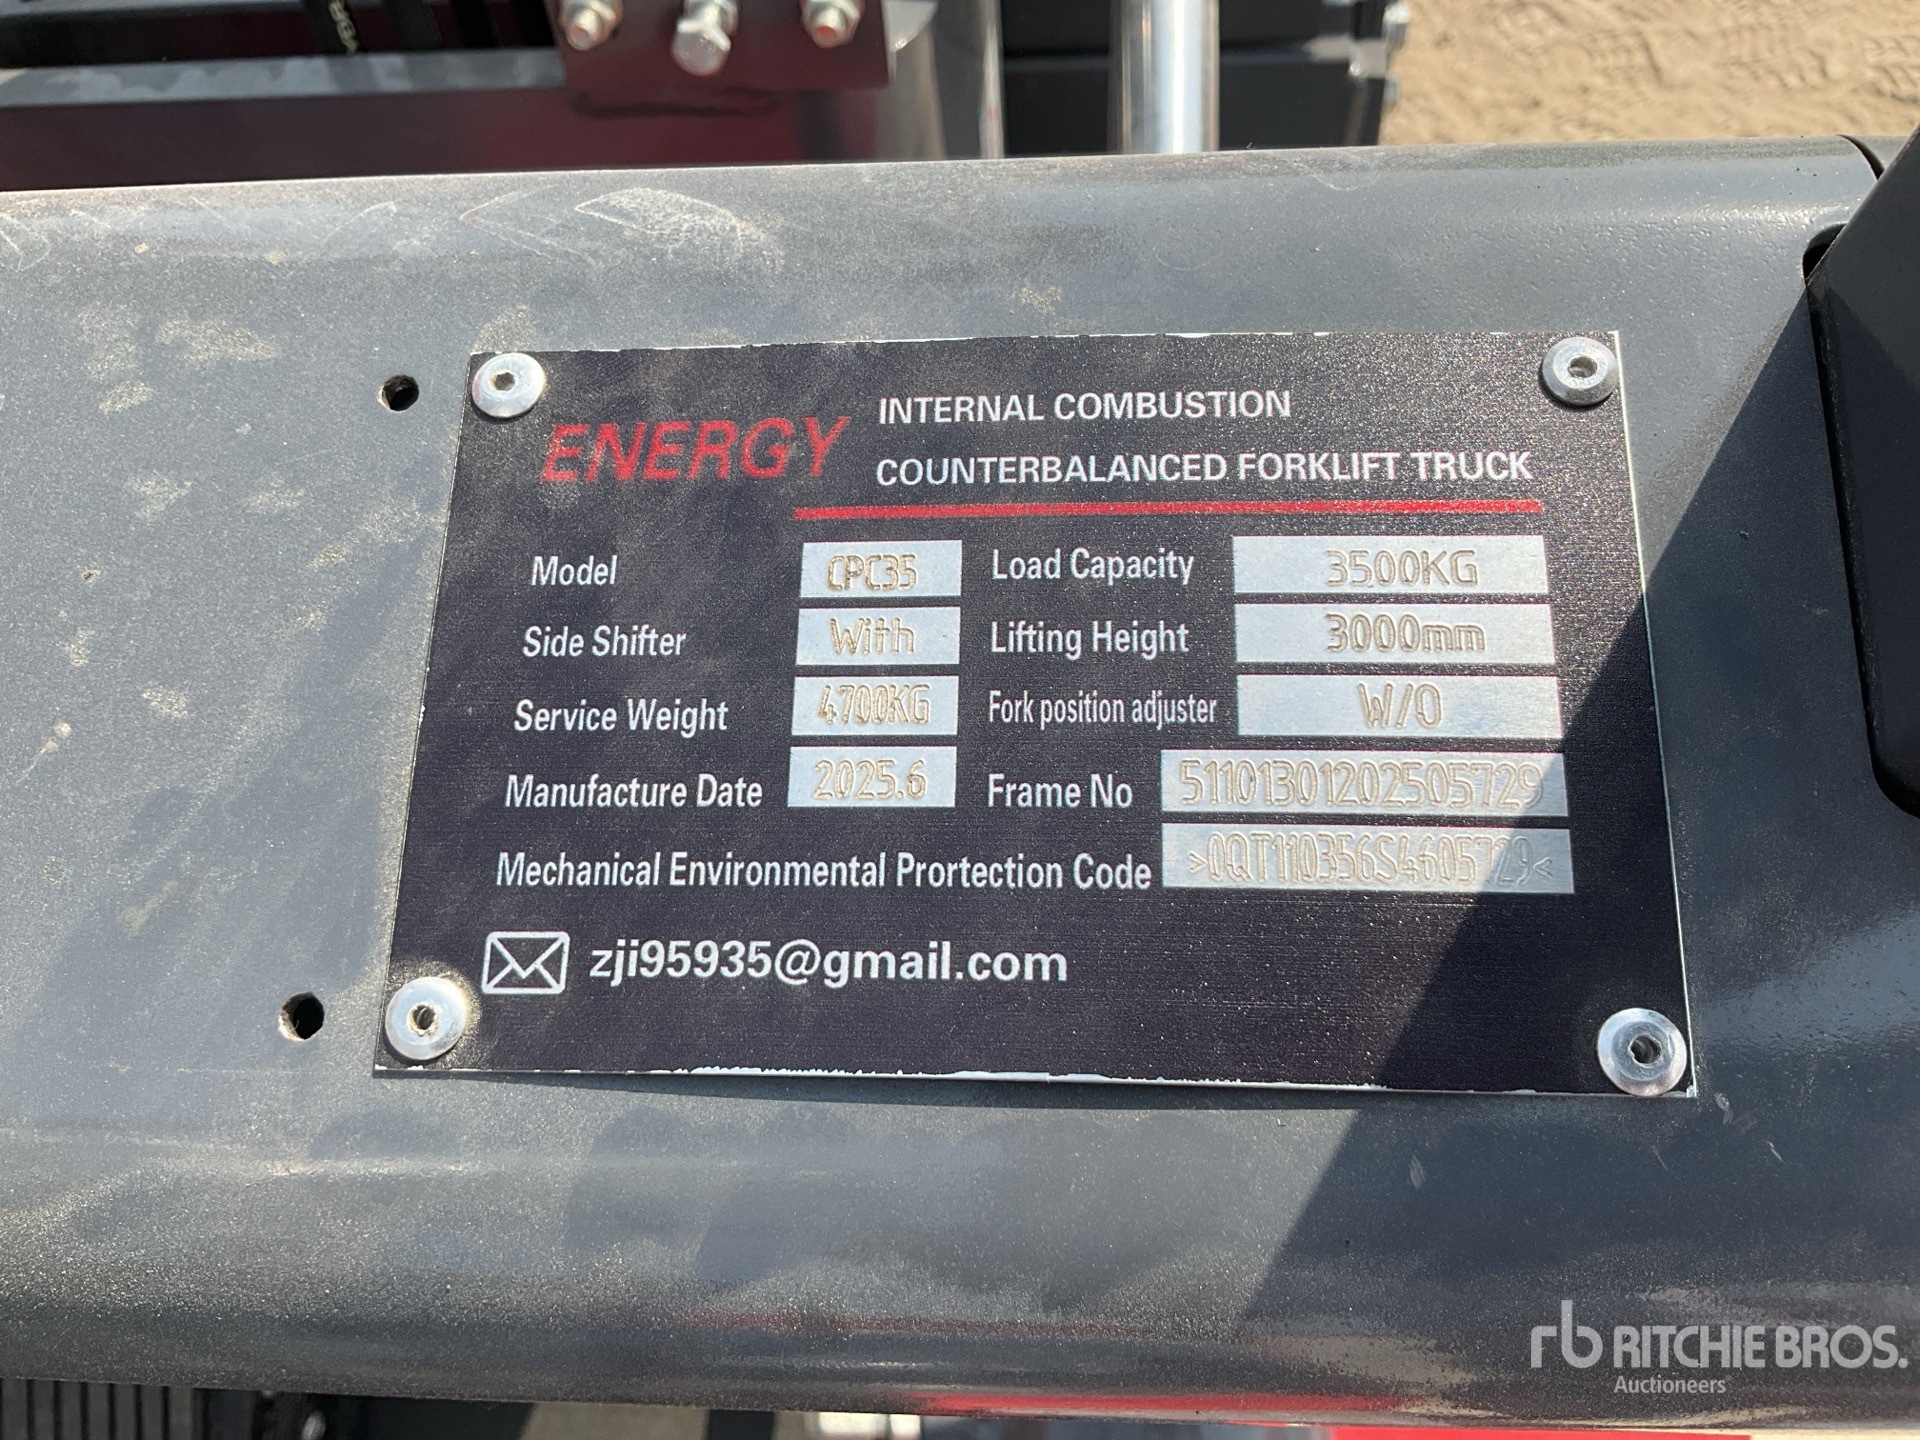 ENERGY INTERNAL COMBUSTION
COUNTERBALANCED FORKLIFT TRUCK
Model CPC35 Load Capacity 3500KG
Side Shifter With Lifting Height 3000mm
Service Weight 4700KG Fork position adjuster W/O
Manufacture Date 2025.6 Frame No 51101301202505729
Mechanical Environmental Prortection Code >0QT110356S4605729<
zji95935@gmail.com
rb RITCHIE BROS.
Auctioneers